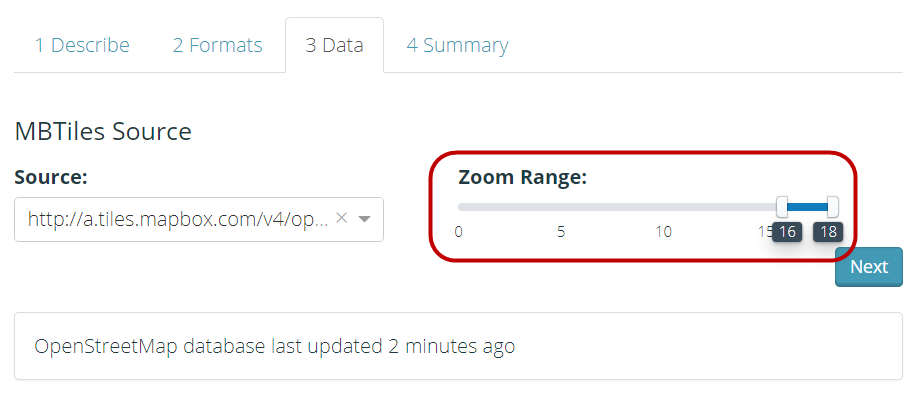 1 Describe 2 Formats 3 Data 4 Summary
MBTiles Source
Source:
http://a.tiles.mapbox.com/v4/op...
Zoom Range:
0 5 10 15 16 18
Next
OpenStreetMap database last updated 2 minutes ago